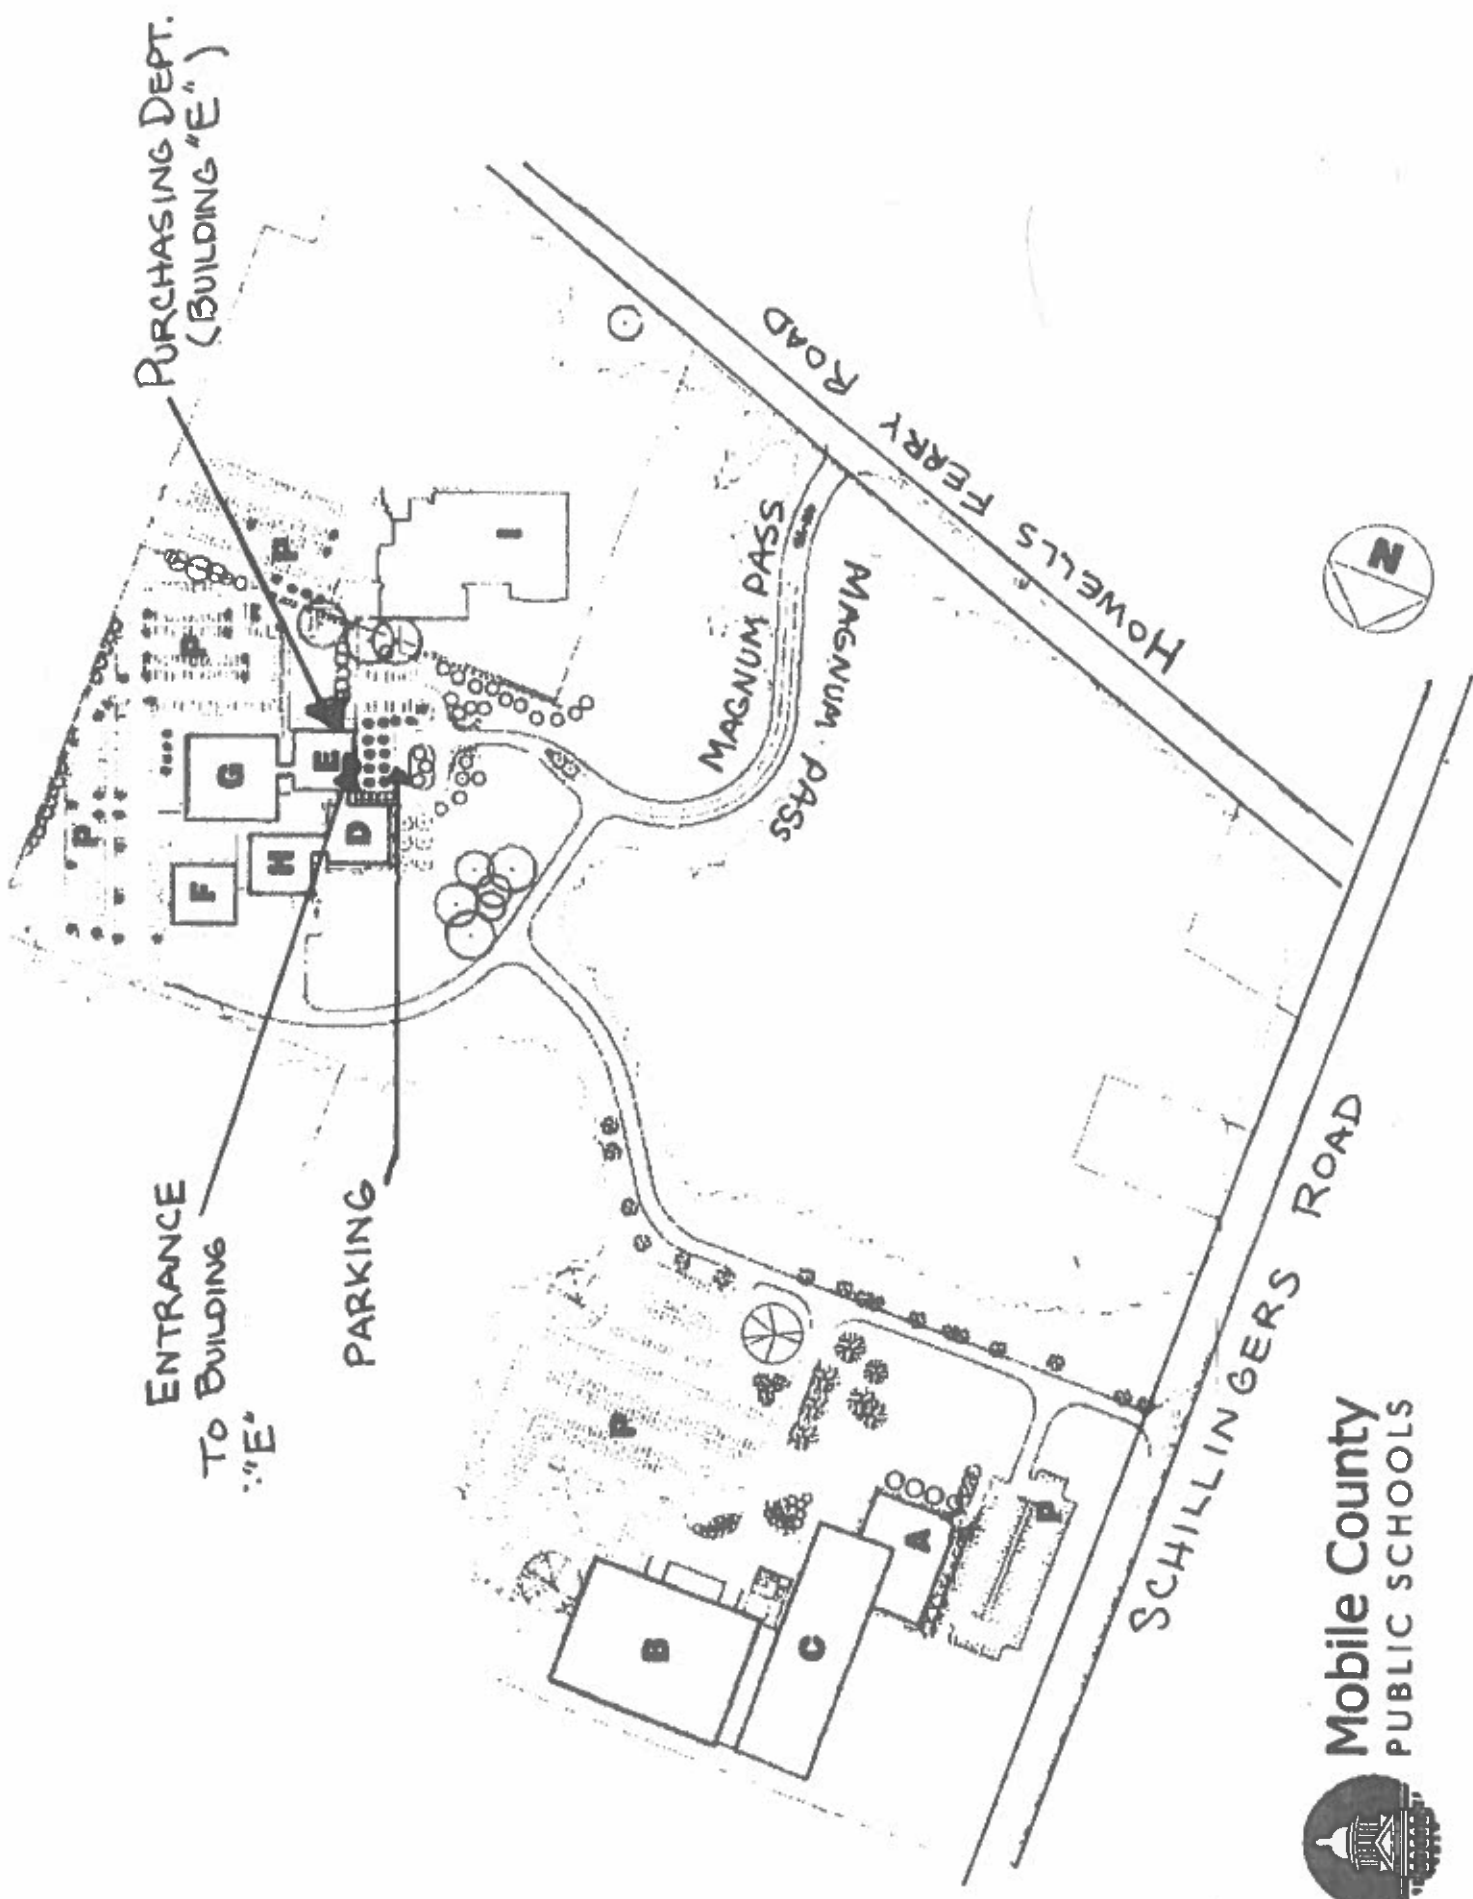 PURCHASING DEPT.
(BUILDING "E")
ENTRANCE
TO BUILDING
"E"
PARKING
P
P
P
G
E
D
H
F
I
MAGNUM PASS
MAGNUM PASS
HOWELLS FERRY ROAD
N
P
B
C
A
P
SCHILLINGERS ROAD
Mobile County
PUBLIC SCHOOLS